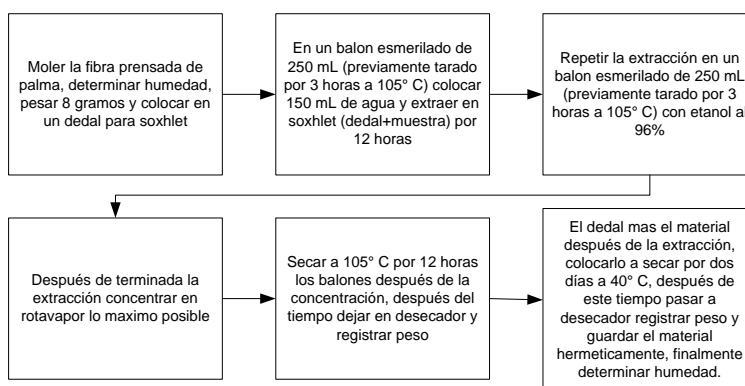 Moler la fibra prensada de
palma, determinar humedad,
pesar 8 gramos y colocar en
un dedal para soxhlet
En un balon esmerilado de
250 mL (previamente tarado
por 3 horas a 105° C) colocar
150 mL de agua y extraer en
soxhlet (dedal+muestra) por
12 horas
Repetir la extracción en un
balon esmerilado de 250 mL
(previamente tarado por 3
horas a 105° C) con etanol al
96%
Después de terminada la
extracción concentrar en
rotavapor lo maximo posible
Secar a 105° C por 12 horas
los balones después de la
concentración, después del
tiempo dejar en desecador y
registrar peso
El dedal mas el material
después de la extracción,
colocarlo a secar por dos
días a 40° C, después de
este tiempo pasar a
desecador registrar peso y
guardar el material
hermeticamente, finalmente
determinar humedad.